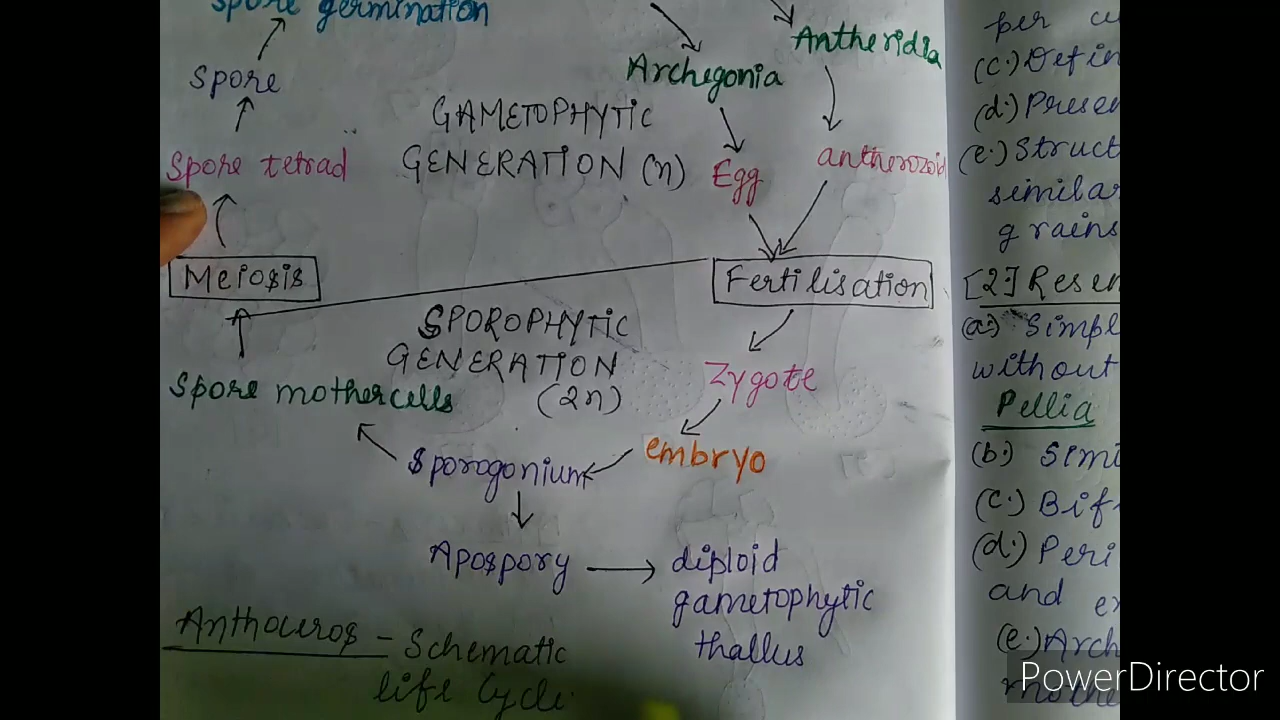 Spore germination
Spore
Spore tetrad
Meiosis
Spore mothercells
GAMETOPHYTIC
GENERATION (n)
Archegonia
Antheridia
Egg
antherozoid
Fertilisation
SPOROPHYTIC
GENERATION
(2n)
Zygote
embryo
Sporogonium
Apospory
diploid
gametophytic
thallus
Anthoceros - Schematic
life Cycle
per
(c.) Defin
(d.) Presen
(e.) Struct
similar
grains
[2] Resem
(a.) Simpl
without
Pellia
(b.) Simi
(c.) Bif
(d.) Peri
and
(e.) Arch
PowerDirector